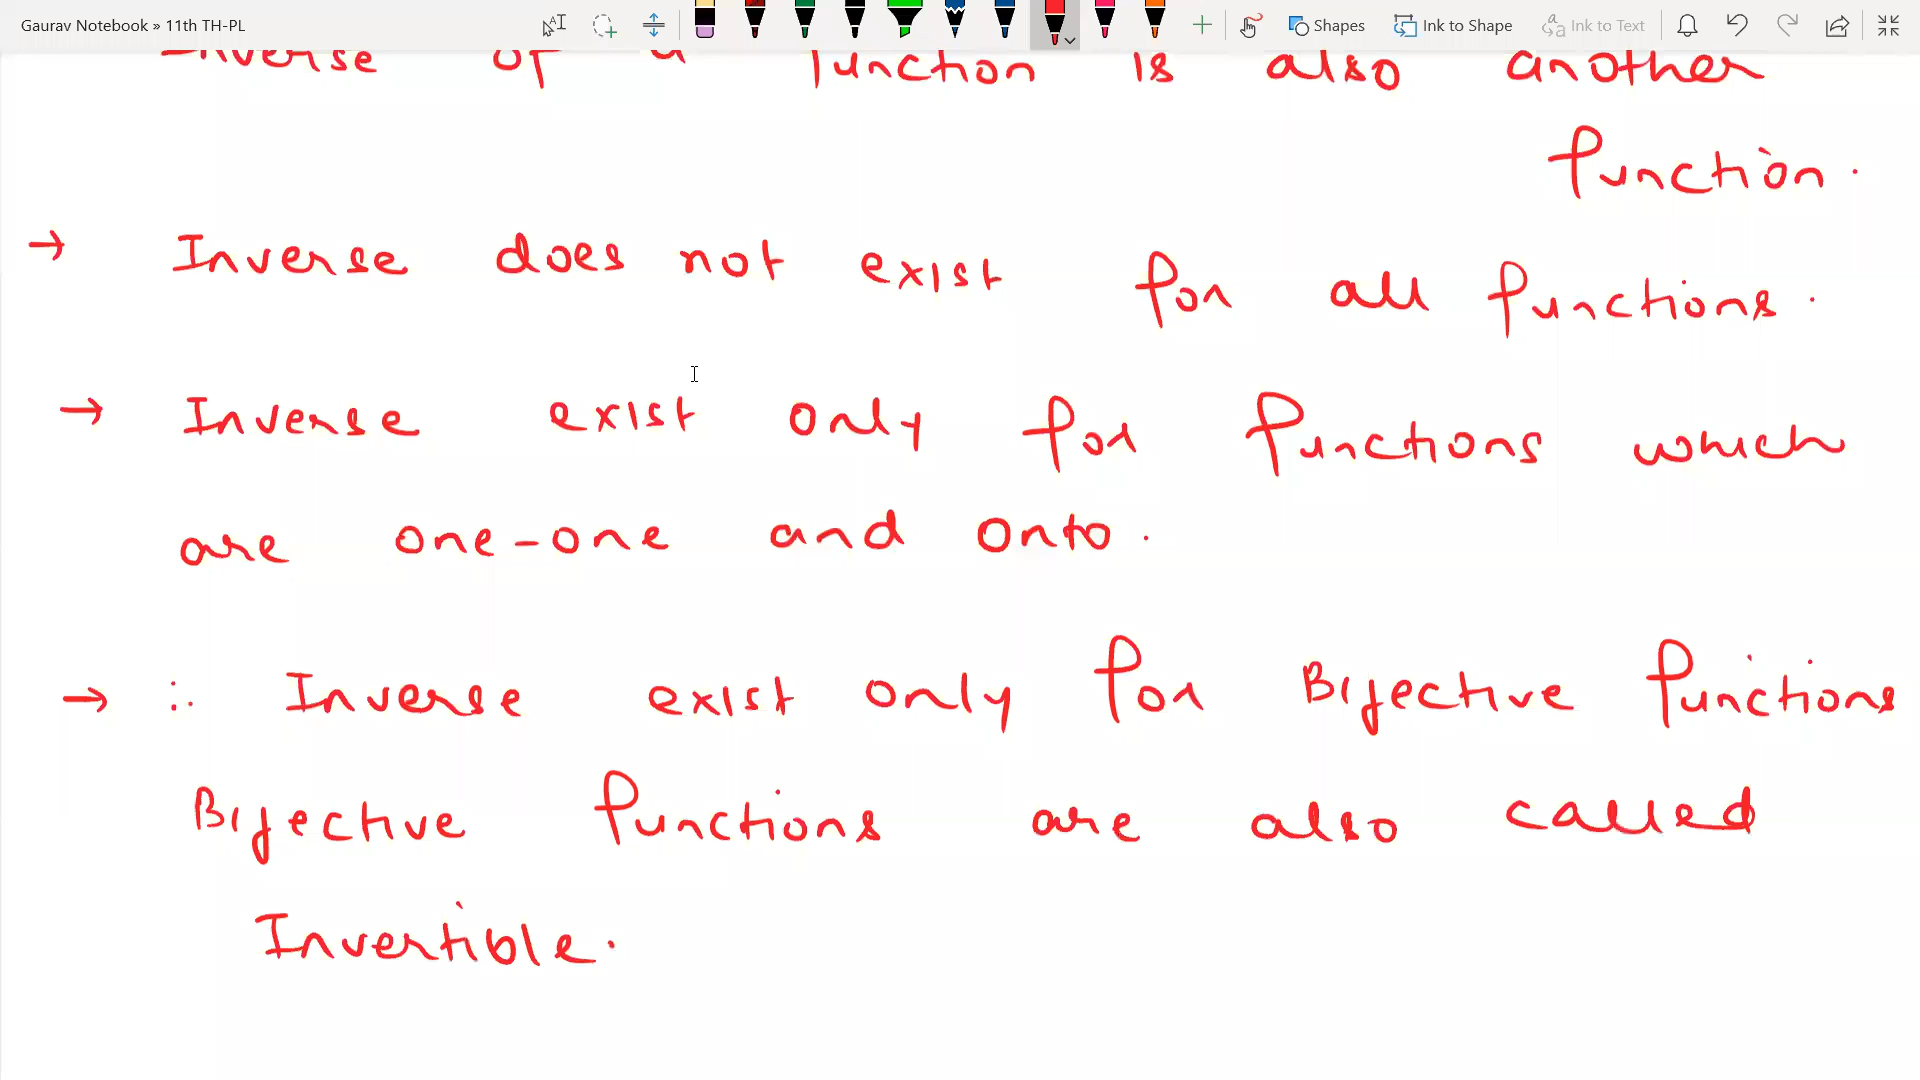 Gaurav Notebook » 11th TH-PL
Shapes
Ink to Shape
Ink to Text
Inverse of a function is also another
function.
→ Inverse does not exist for all functions.
→ Inverse exist only for functions which
are one-one and onto.
→ ∴ Inverse exist only for Bijective functions
Bijective functions are also called
Invertible.